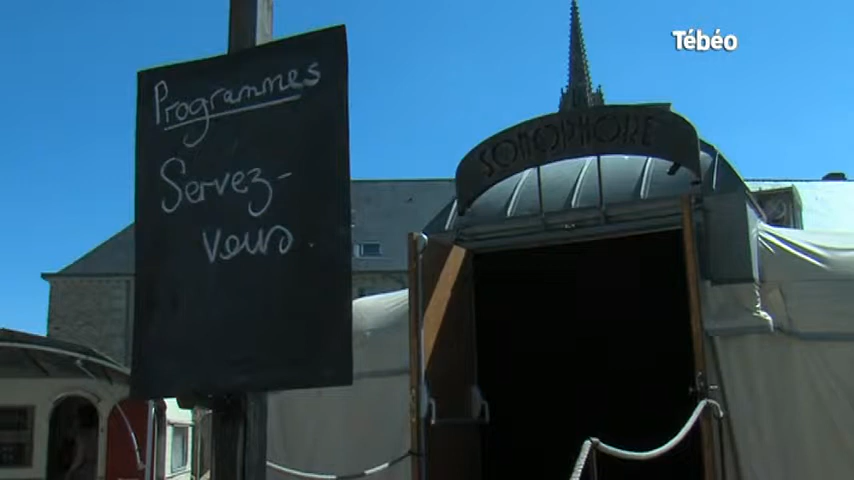 Programmes
Servez-
vous
SONOPHORE
Tébéo